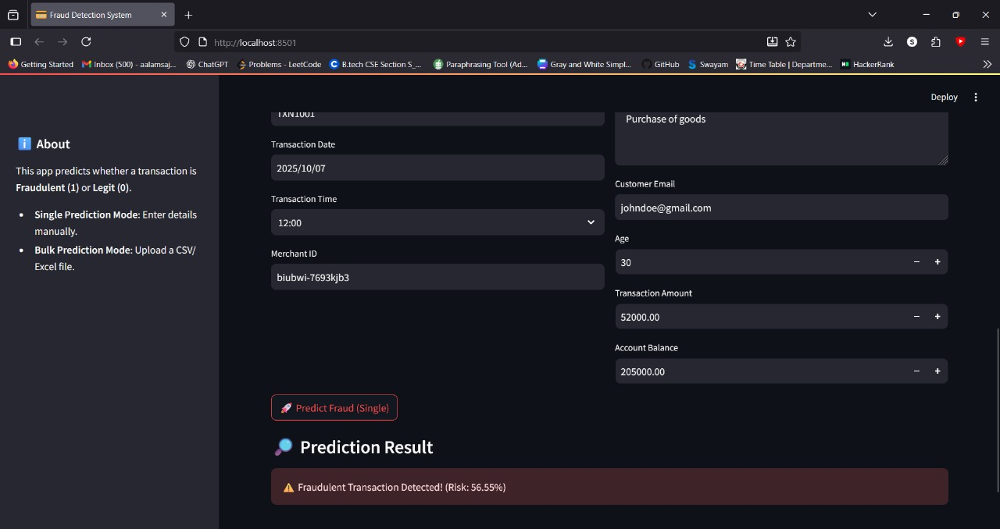 Fraud Detection System
http://localhost:8501
Getting Started
Inbox (500) - aalamsaj...
ChatGPT
Problems - LeetCode
B.tech CSE Section S_...
Paraphrasing Tool (Ad...
Gray and White Simpl...
GitHub
Swayam
Time Table | Departme...
HackerRank
Deploy
About
This app predicts whether a transaction is
Fraudulent (1) or Legit (0).
• Single Prediction Mode: Enter details
manually.
• Bulk Prediction Mode: Upload a CSV/
Excel file.
TXN1001
Transaction Date
2025/10/07
Transaction Time
12:00
Merchant ID
biubwi-7693kjb3
Purchase of goods
Customer Email
johndoe@gmail.com
Age
30
Transaction Amount
52000.00
Account Balance
205000.00
Predict Fraud (Single)
Prediction Result
Fraudulent Transaction Detected! (Risk: 56.55%)